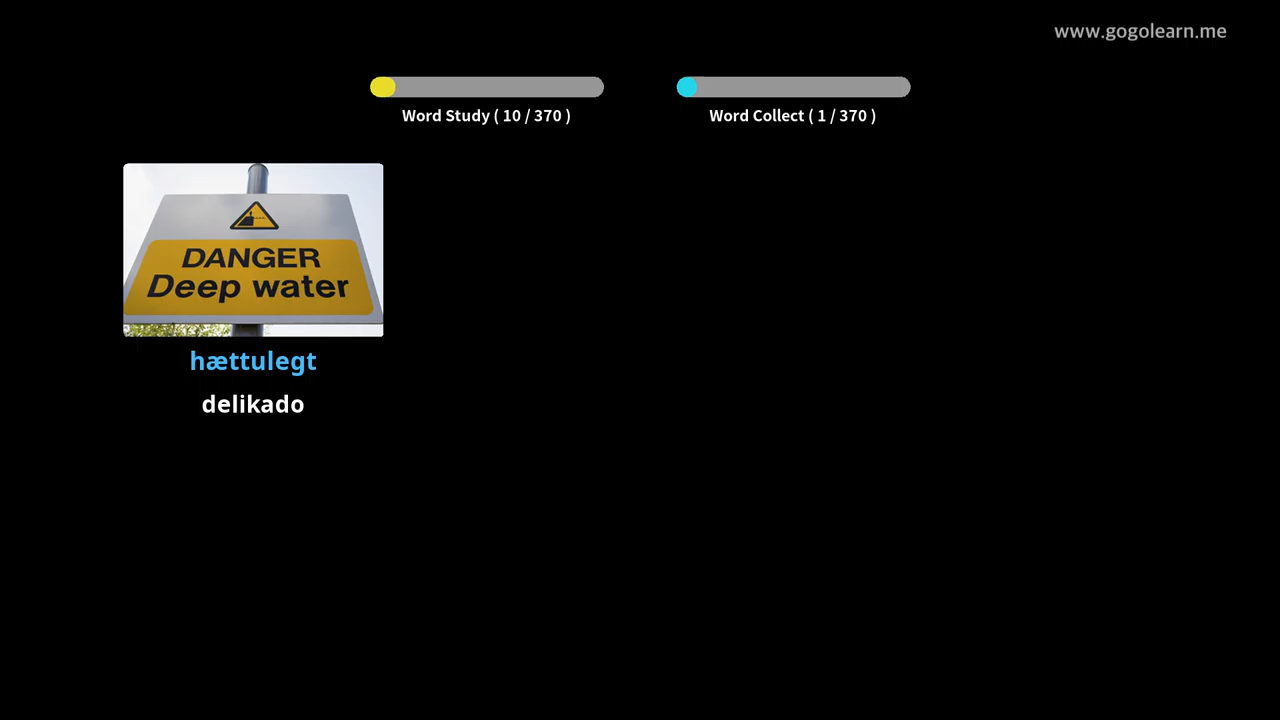 www.gogolearn.me
Word Study ( 10 / 370 )
Word Collect ( 1 / 370 )
DANGER
Deep water
hættulegt
delikado